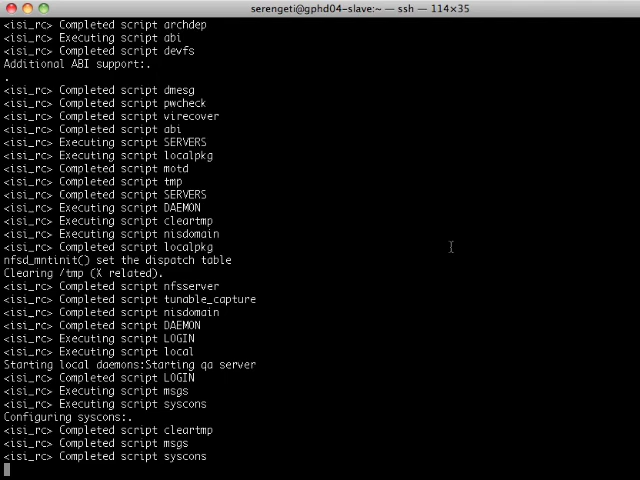 serengeti@gphd04-slave:~ — ssh — 114×35
<isi_rc> Completed script archdep
<isi_rc> Executing script abi
<isi_rc> Completed script devfs
Additional ABI support:.
.
<isi_rc> Completed script dmesg
<isi_rc> Completed script pwcheck
<isi_rc> Completed script virecover
<isi_rc> Completed script abi
<isi_rc> Executing script SERVERS
<isi_rc> Executing script localpkg
<isi_rc> Completed script motd
<isi_rc> Completed script tmp
<isi_rc> Completed script SERVERS
<isi_rc> Executing script DAEMON
<isi_rc> Executing script cleartmp
<isi_rc> Executing script nisdomain
<isi_rc> Completed script localpkg
nfsd_mntinit() set the dispatch table
Clearing /tmp (X related).
<isi_rc> Completed script nfsserver
<isi_rc> Completed script tunable_capture
<isi_rc> Completed script nisdomain
<isi_rc> Completed script DAEMON
<isi_rc> Executing script LOGIN
<isi_rc> Executing script local
Starting local daemons:Starting qa server
<isi_rc> Completed script LOGIN
<isi_rc> Executing script msgs
<isi_rc> Executing script syscons
Configuring syscons:.
<isi_rc> Completed script cleartmp
<isi_rc> Completed script msgs
<isi_rc> Completed script syscons